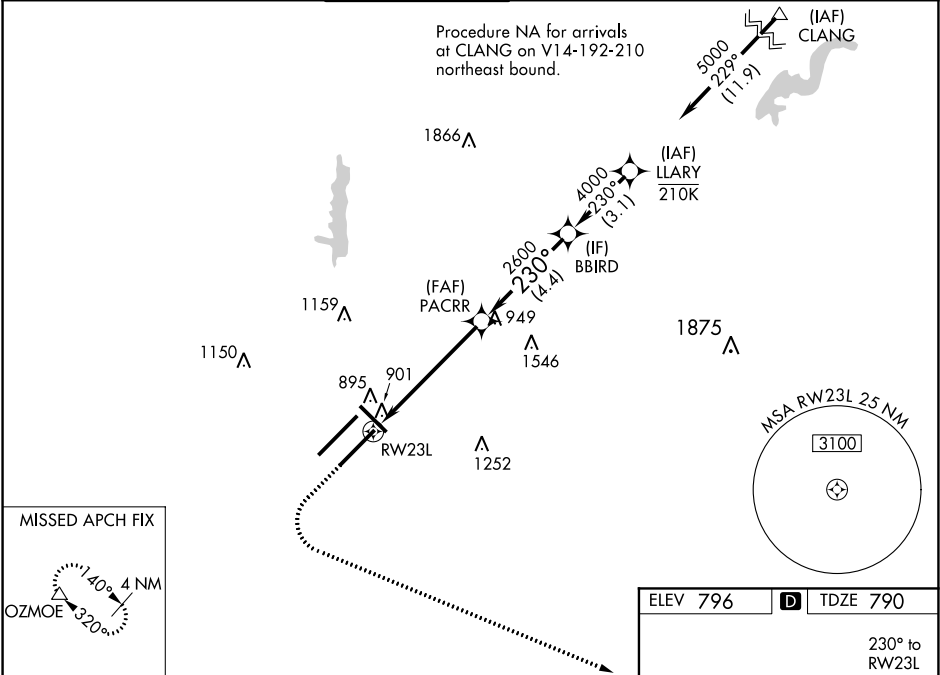 Procedure NA for arrivals
at CLANG on V14-192-210
northeast bound.
(IAF)
CLANG
5000
229°
(11.9)
1866
(IAF)
LLARY
210K
4000
230°
(3.1)
(IF)
BBIRD
2600
230°
(4.4)
(FAF)
PACRR
949
1159
1546
1875
1150
895
901
RW23L
1252
MSA RW23L 25 NM
3100
MISSED APCH FIX
140°
4 NM
OZMOE
320°
ELEV 796
D
TDZE 790
230° to
RW23L